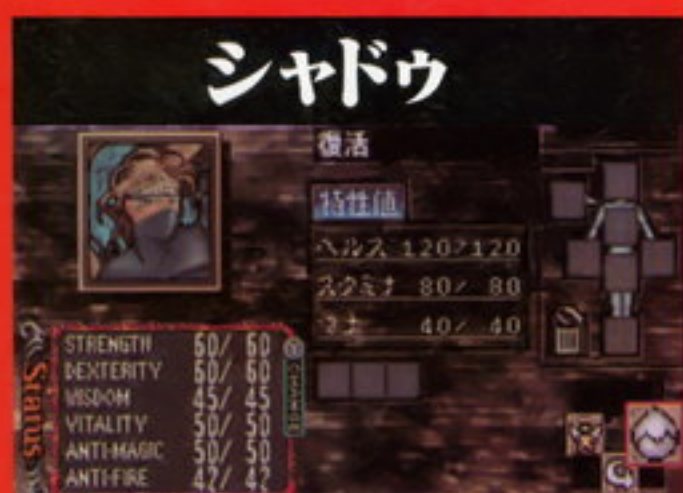 シャドゥ
復活
特性値
ヘルス 120/120
スタミナ 80/ 80
マナ 40/ 40
STRENGTH 60/ 60
DEXTERITY 60/ 60
WISDOM 45/ 45
VITALITY 50/ 50
ANTI-MAGIC 50/ 50
ANTI-FIRE 42/ 42
Status
CHANGE